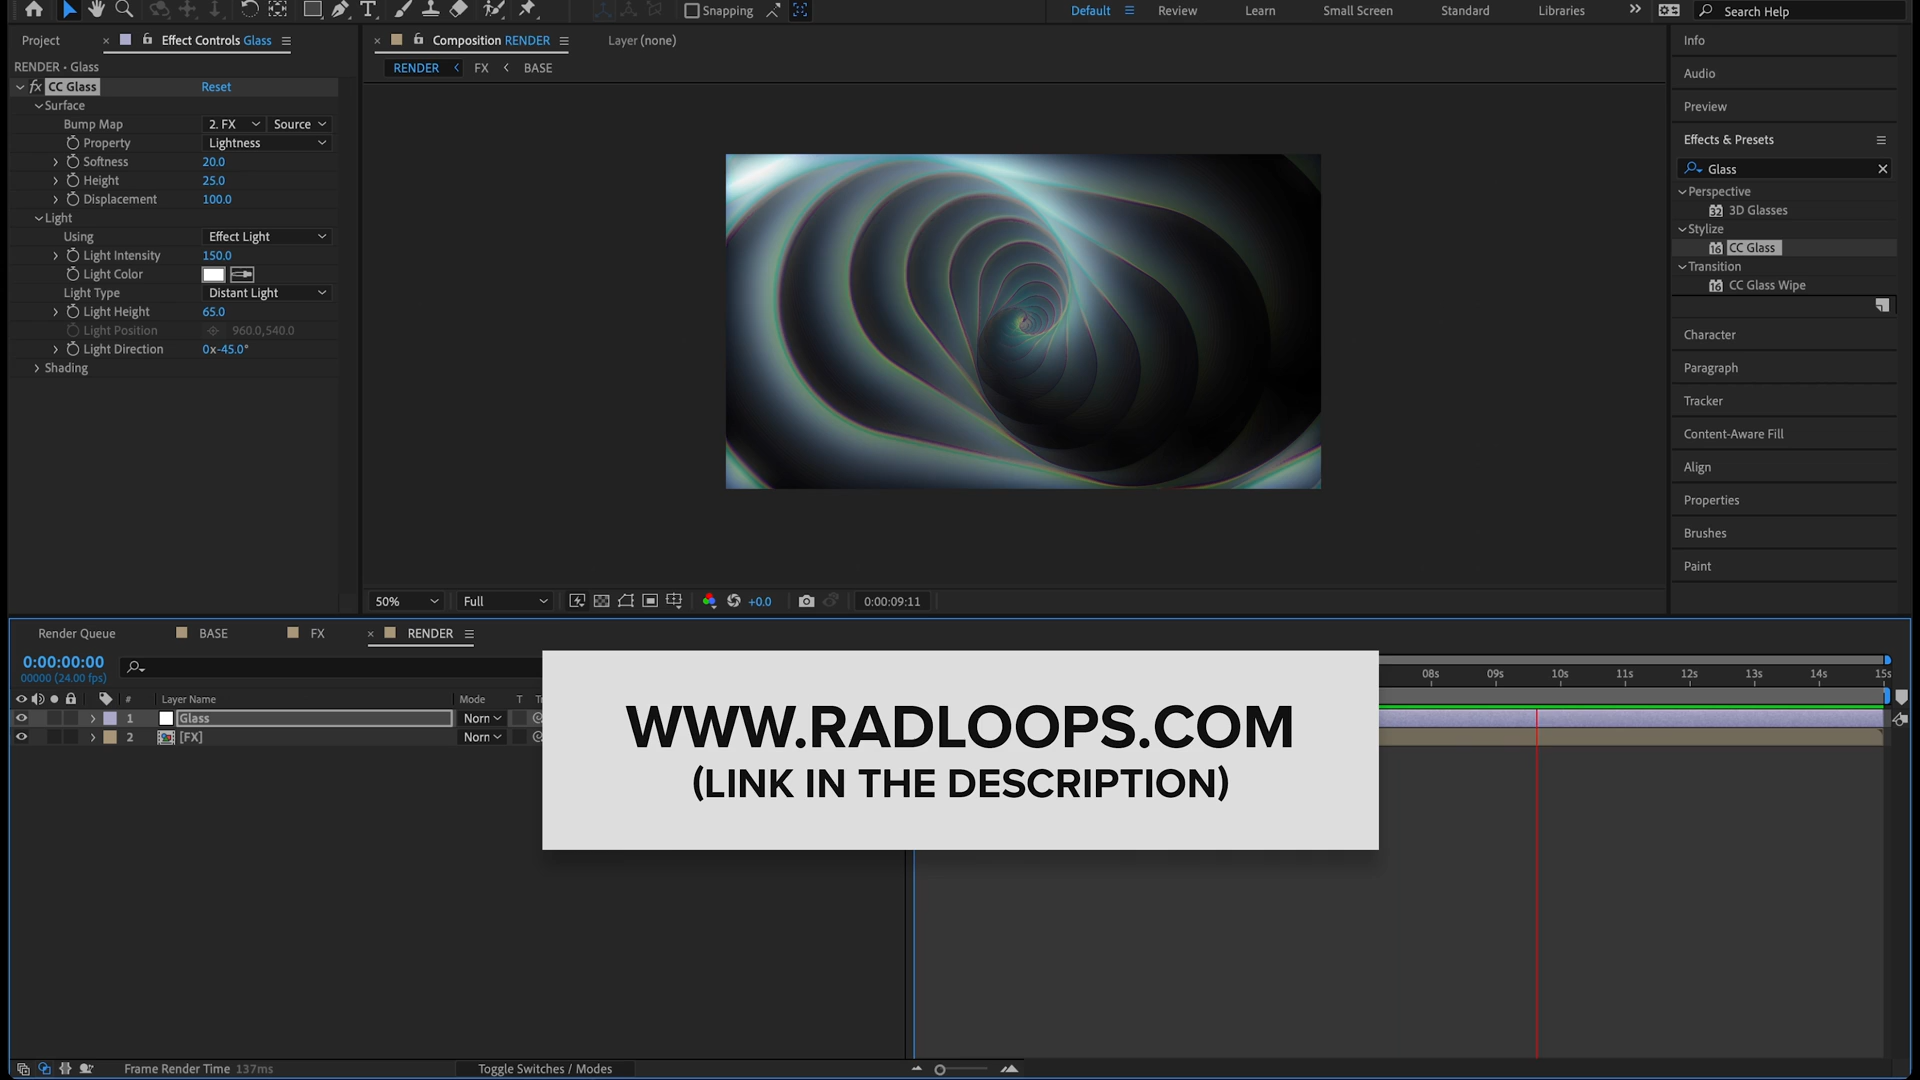 Snapping
Default
Review
Learn
Small Screen
Standard
Libraries
Search Help
Project
Effect Controls Glass
Composition RENDER
Layer (none)
RENDER
FX
BASE
RENDER • Glass
fx CC Glass Reset
Surface
Bump Map 2. FX Source
Property Lightness
Softness 20.0
Height 25.0
Displacement 100.0
Light
Using Effect Light
Light Intensity 150.0
Light Color
Light Type Distant Light
Light Height 65.0
Light Position 960.0,540.0
Light Direction 0x-45.0°
Shading
Info
Audio
Preview
Effects & Presets
Glass
Perspective
32 3D Glasses
Stylize
16 CC Glass
Transition
16 CC Glass Wipe
Character
Paragraph
Tracker
Content-Aware Fill
Align
Properties
Brushes
Paint
50%
Full
+0.0
0:00:09:11
Render Queue
BASE
FX
RENDER
0:00:00:00
00000 (24.00 fps)
08s 09s 10s 11s 12s 13s 14s 15s
# Layer Name Mode T Tr
1 Glass Norn
2 [FX] Norn
WWW.RADLOOPS.COM
(LINK IN THE DESCRIPTION)
Frame Render Time 137ms
Toggle Switches / Modes